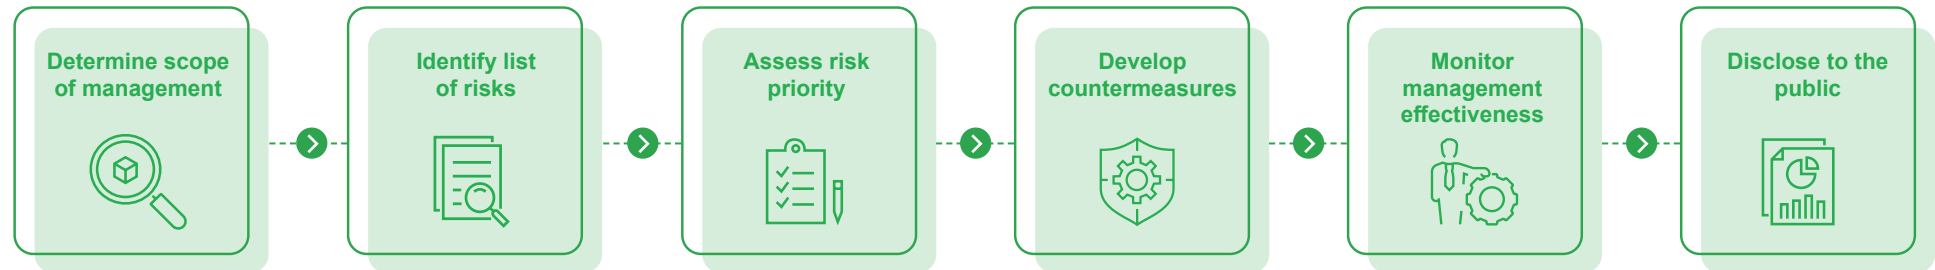 Determine scope
of management
Identify list
of risks
Assess risk
priority
Develop
countermeasures
Monitor
management
effectiveness
Disclose to the
public